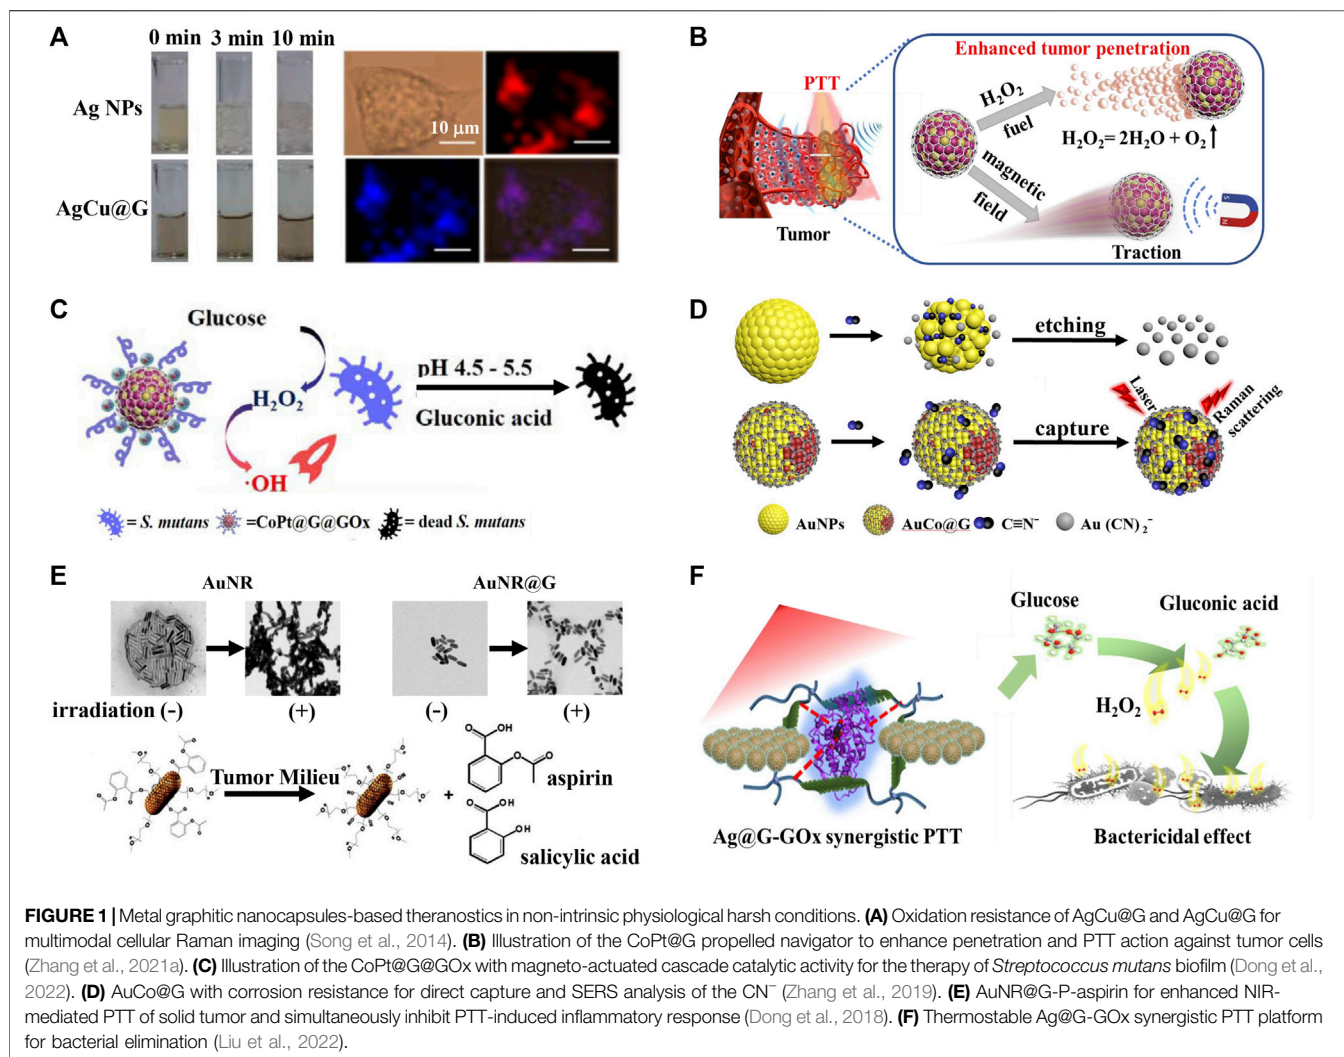 A
0 min 3 min 10 min
Ag NPs
AgCu@G
10 μm
B
Enhanced tumor penetration
PTT
H₂O₂
fuel
H₂O₂= 2H₂O + O₂↑
magnetic
field
S
N
Tumor
Traction
C
Glucose
H₂O₂
·OH
pH 4.5 - 5.5
Gluconic acid
= S. mutans =CoPt@G@GOx = dead S. mutans
D
etching
capture
Laser
Raman
scattering
AuNPs AuCo@G C≡N⁻ Au (CN)₂⁻
E
AuNR AuNR@G
irradiation (-) (+) (-) (+)
Tumor Milieu
+
O
OH
O
O
aspirin
O
OH
OH
salicylic acid
F
Glucose
Gluconic acid
H₂O₂
Ag@G-GOx synergistic PTT
Bactericidal effect
FIGURE 1 | Metal graphitic nanocapsules-based theranostics in non-intrinsic physiological harsh conditions. (A) Oxidation resistance of AgCu@G and AgCu@G for
multimodal cellular Raman imaging (Song et al., 2014). (B) Illustration of the CoPt@G propelled navigator to enhance penetration and PTT action against tumor cells
(Zhang et al., 2021a). (C) Illustration of the CoPt@G@GOx with magneto-actuated cascade catalytic activity for the therapy of Streptococcus mutans biofilm (Dong et al.,
2022). (D) AuCo@G with corrosion resistance for direct capture and SERS analysis of the CN⁻ (Zhang et al., 2019). (E) AuNR@G-P-aspirin for enhanced NIR-
mediated PTT of solid tumor and simultaneously inhibit PTT-induced inflammatory response (Dong et al., 2018). (F) Thermostable Ag@G-GOx synergistic PTT platform
for bacterial elimination (Liu et al., 2022).